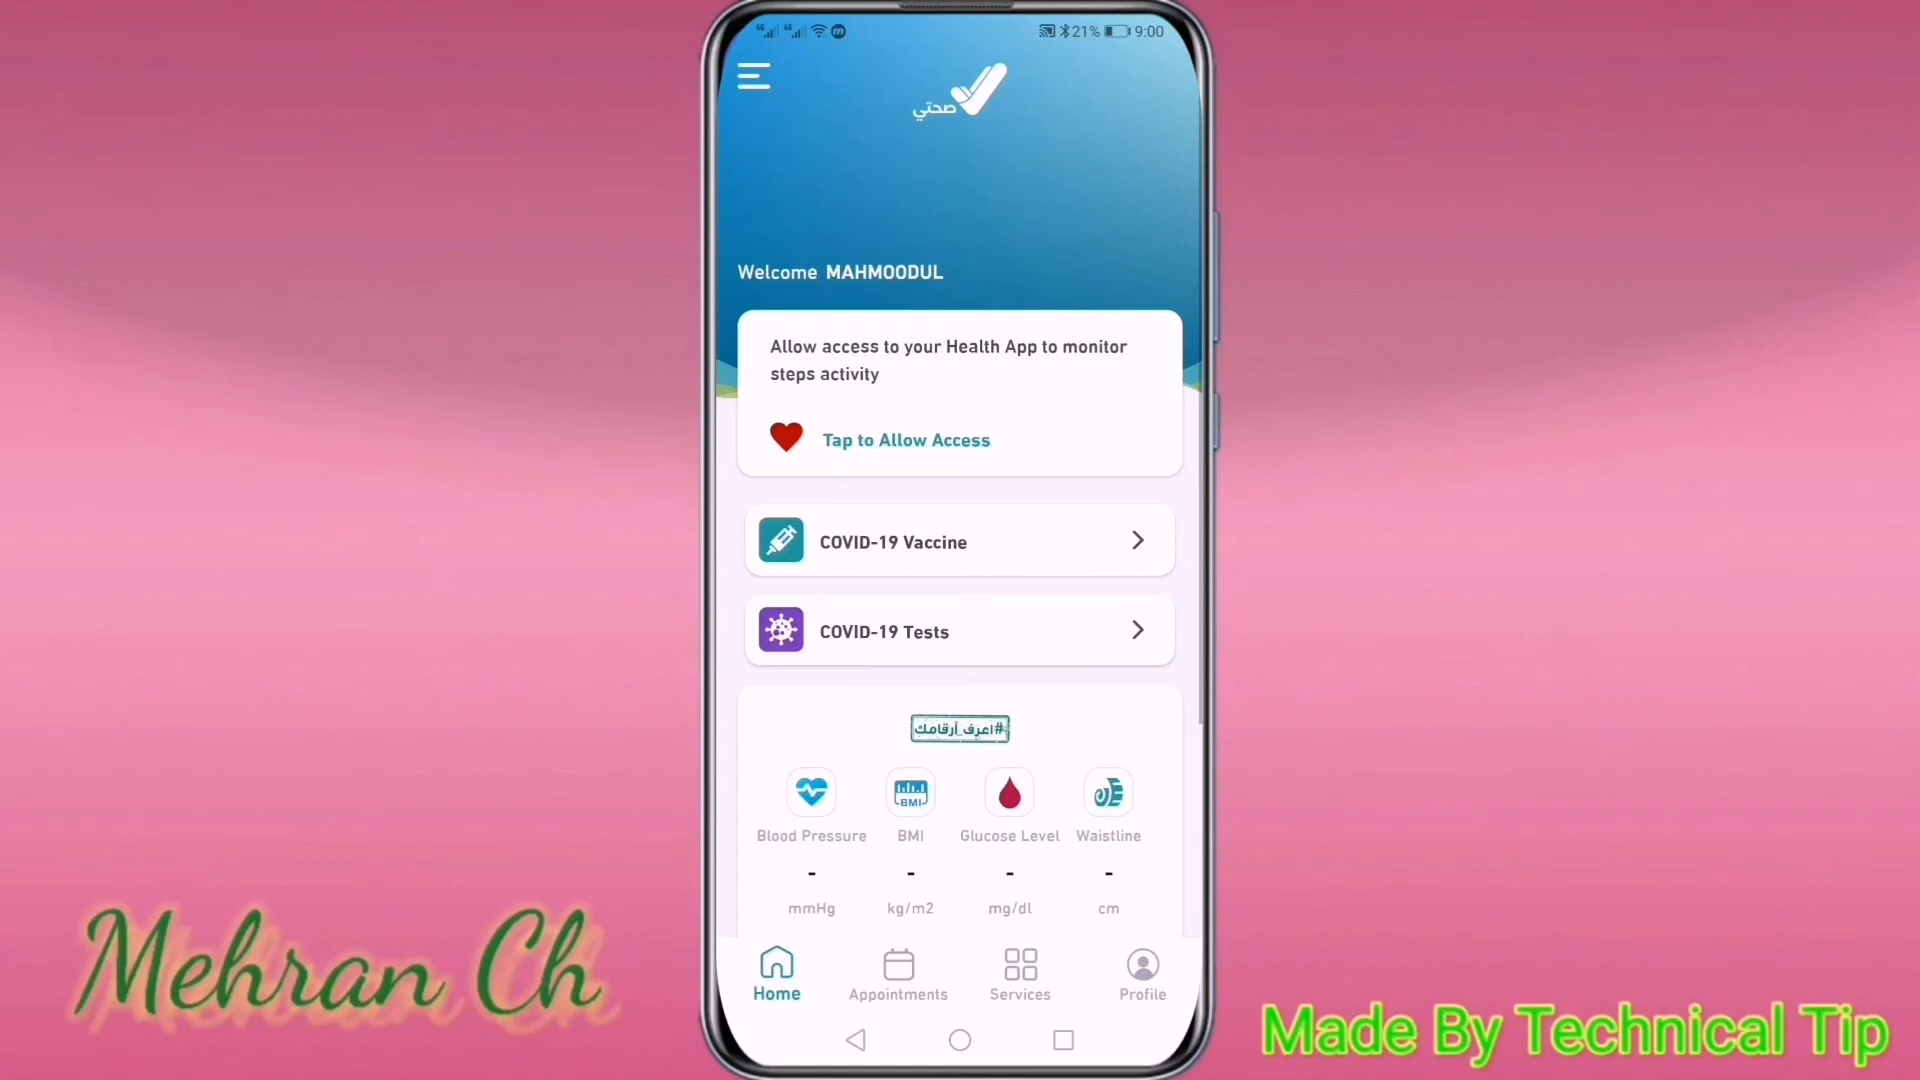 21% 9:00
صحتي
Welcome MAHMOODUL
Allow access to your Health App to monitor
steps activity
Tap to Allow Access
COVID-19 Vaccine
COVID-19 Tests
#اعرف_أرقامك
BMI
Blood Pressure BMI Glucose Level Waistline
- - - -
mmHg kg/m2 mg/dl cm
Home Appointments Services Profile
Mehran Ch
Made By Technical Tip